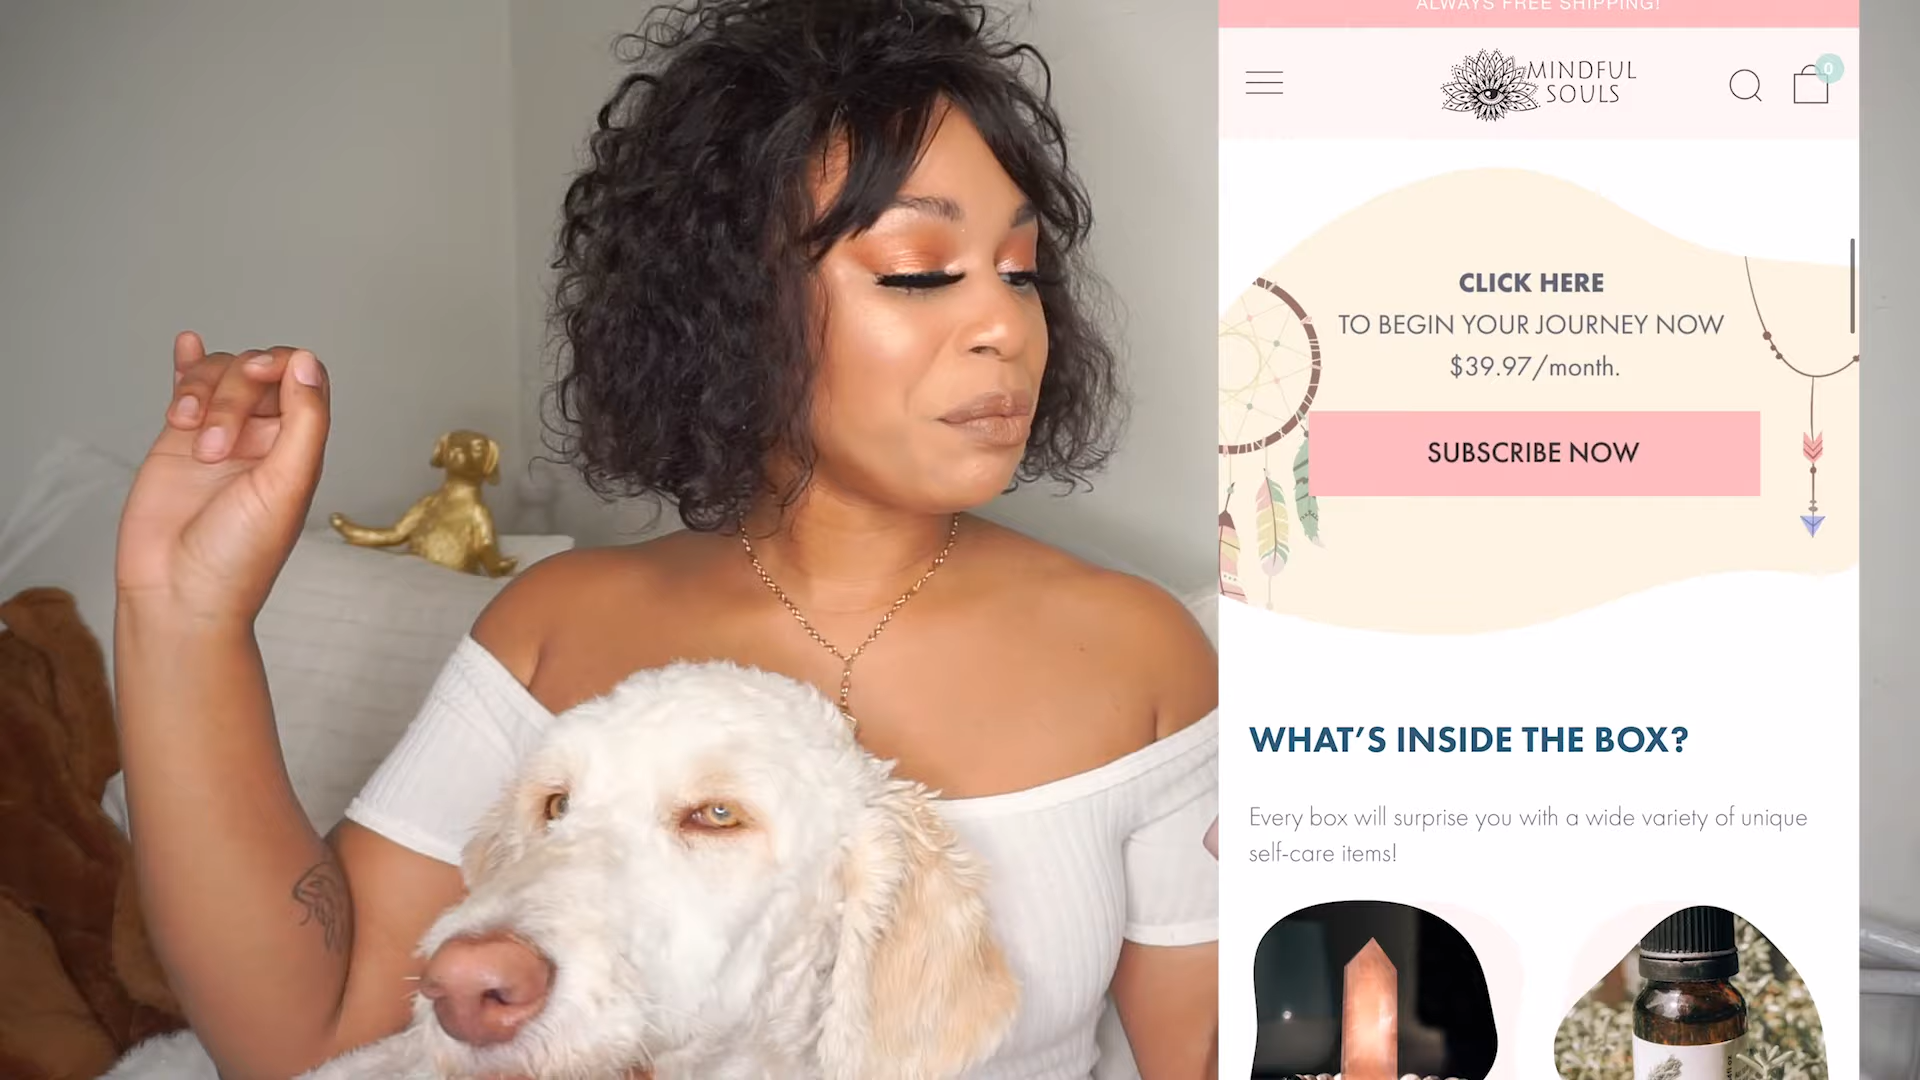 ALWAYS FREE SHIPPING!
MINDFUL
SOULS
0
CLICK HERE
TO BEGIN YOUR JOURNEY NOW
$39.97/month.
SUBSCRIBE NOW
WHAT'S INSIDE THE BOX?
Every box will surprise you with a wide variety of unique
self-care items!